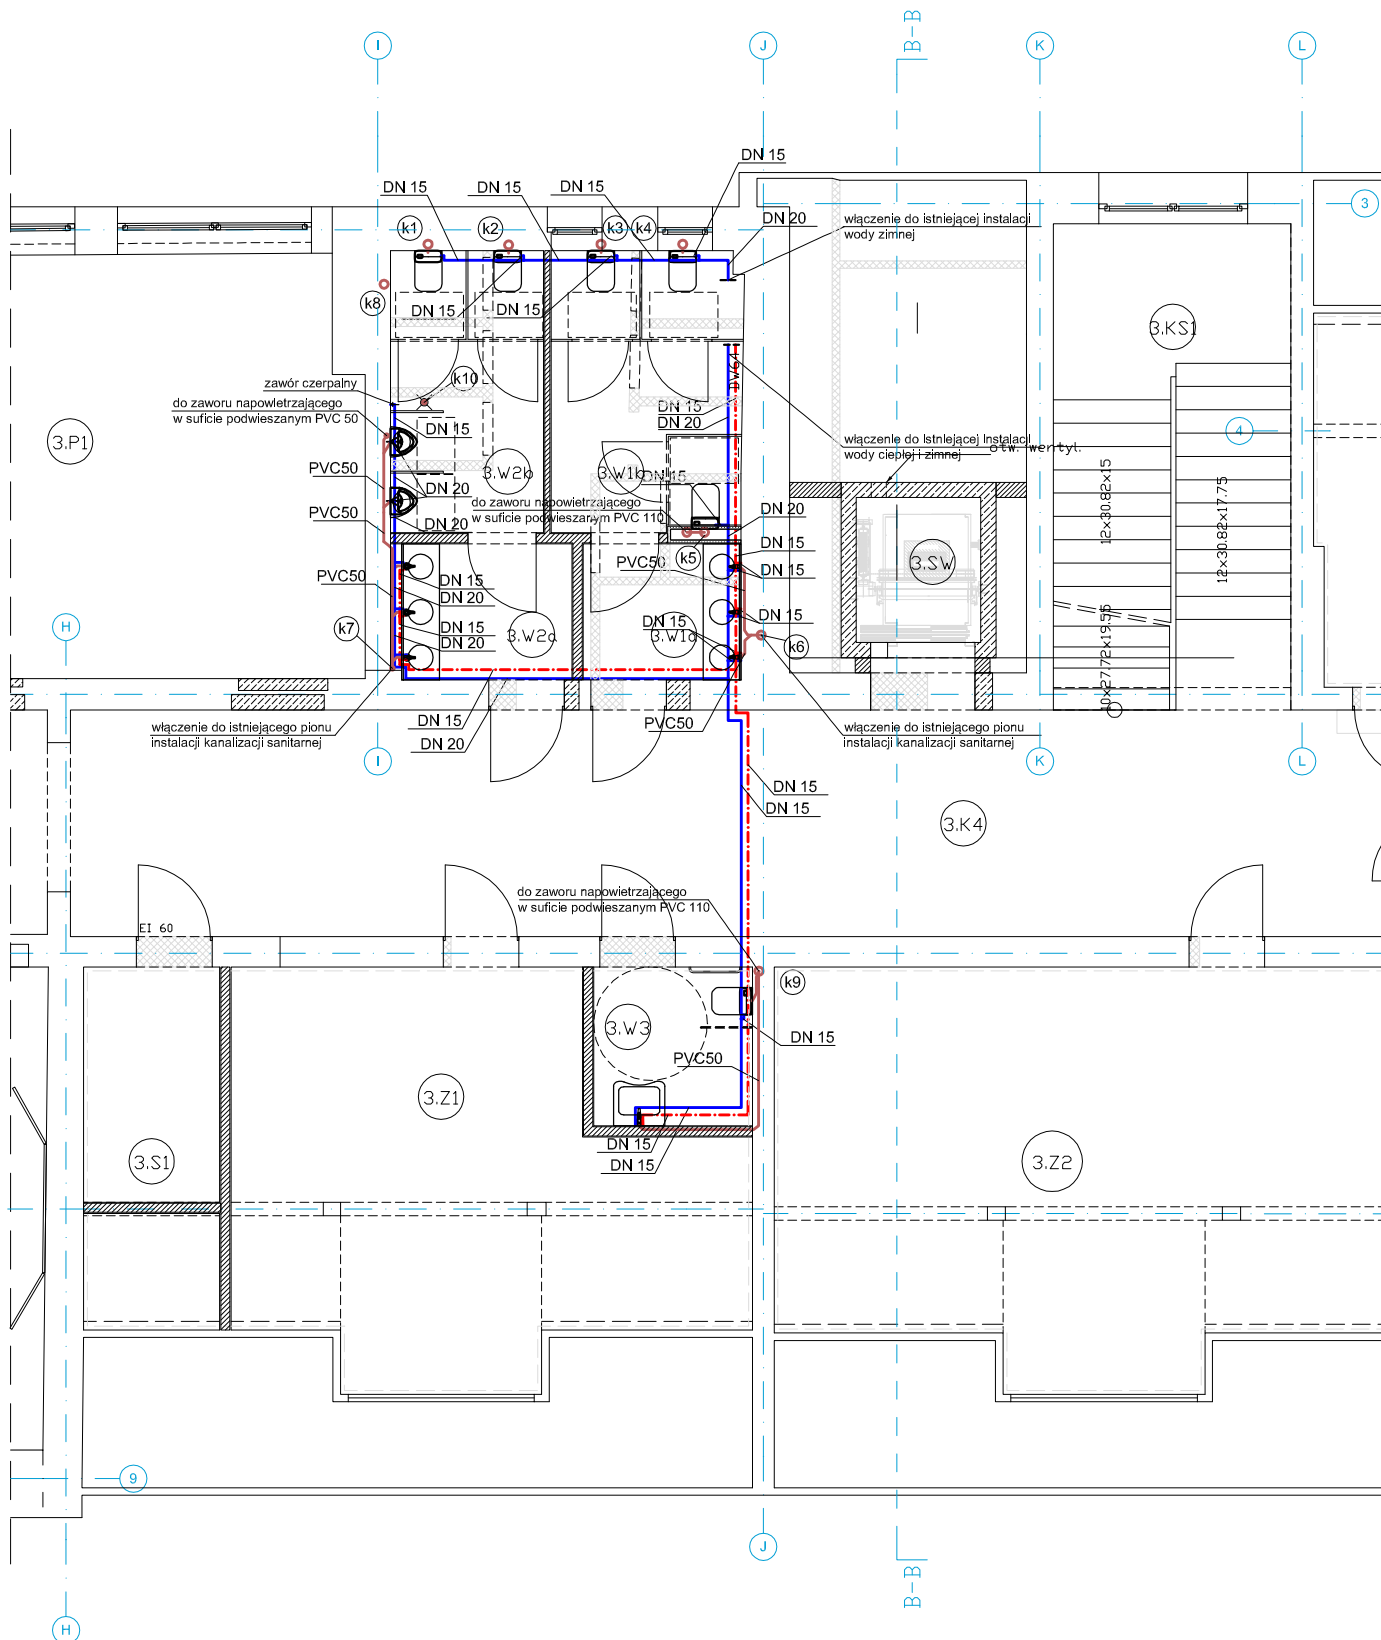 B-B
I
J
K
L
DN 15
DN 15
DN 15
DN 15
3
k1
k2
k3
k4
DN 20
włączenie do istniejącej instalacji
wody zimnej
k8
DN 15
DN 15
3.KS1
zawór czerpalny
k10
DW64
do zaworu napowietrzającego
w suficie podwieszanym PVC 50
DN 15
DN 15
DN 20
4
3.P1
włączenie do istniejącej instalacji
wody ciepłej i zimnej
otw. wentyl.
PVC50
3.W2b
3.W1b
DN 15
DN 20
do zaworu napowietrzającego
w suficie podwieszanym PVC 110
12x30.82x15
12x30.82x17.75
PVC50
DN 20
DN 20
k5
DN 15
PVC50
3.SW
PVC50
DN 15
DN 15
DN 20
DN 15
DN 15
H
k7
DN 15
DN 20
3.W2a
3.W1a
k6
10x27.72x19.55
włączenie do istniejącego pionu
instalacji kanalizacji sanitarnej
DN 15
DN 20
PVC50
włączenie do istniejącego pionu
instalacji kanalizacji sanitarnej
I
K
L
DN 15
DN 15
3.K4
do zaworu napowietrzającego
w suficie podwieszanym PVC 110
EI 60
k9
3.W3
DN 15
PVC50
3.Z1
DN 15
DN 15
3.S1
3.Z2
9
J
B-B
H